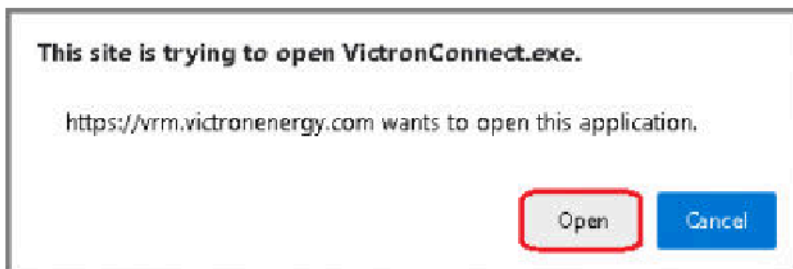 This site is trying to open VictronConnect.exe.
https://vrm.victronenergy.com wants to open this application.
Open
Cancel